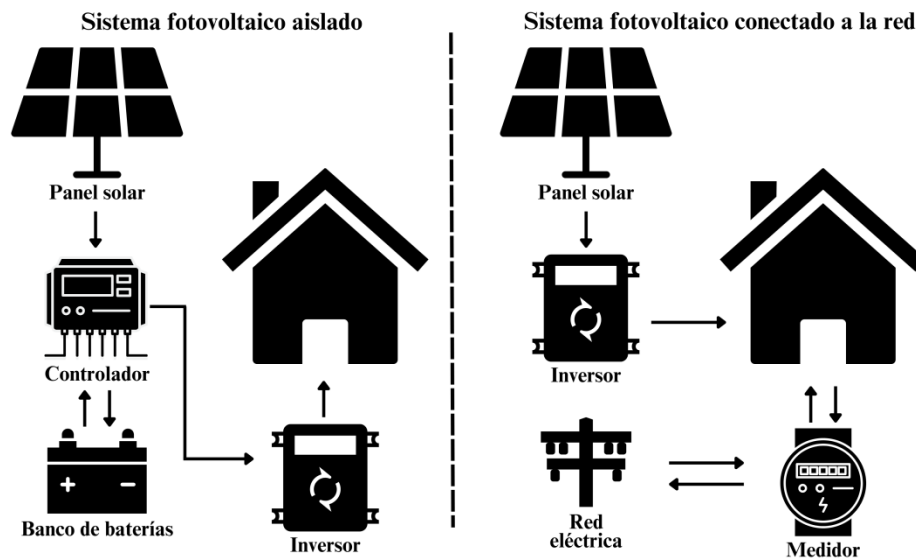 Sistema fotovoltaico aislado
Panel solar
Controlador
Banco de baterías
Inversor
Sistema fotovoltaico conectado a la red
Panel solar
Inversor
Red
eléctrica
Medidor